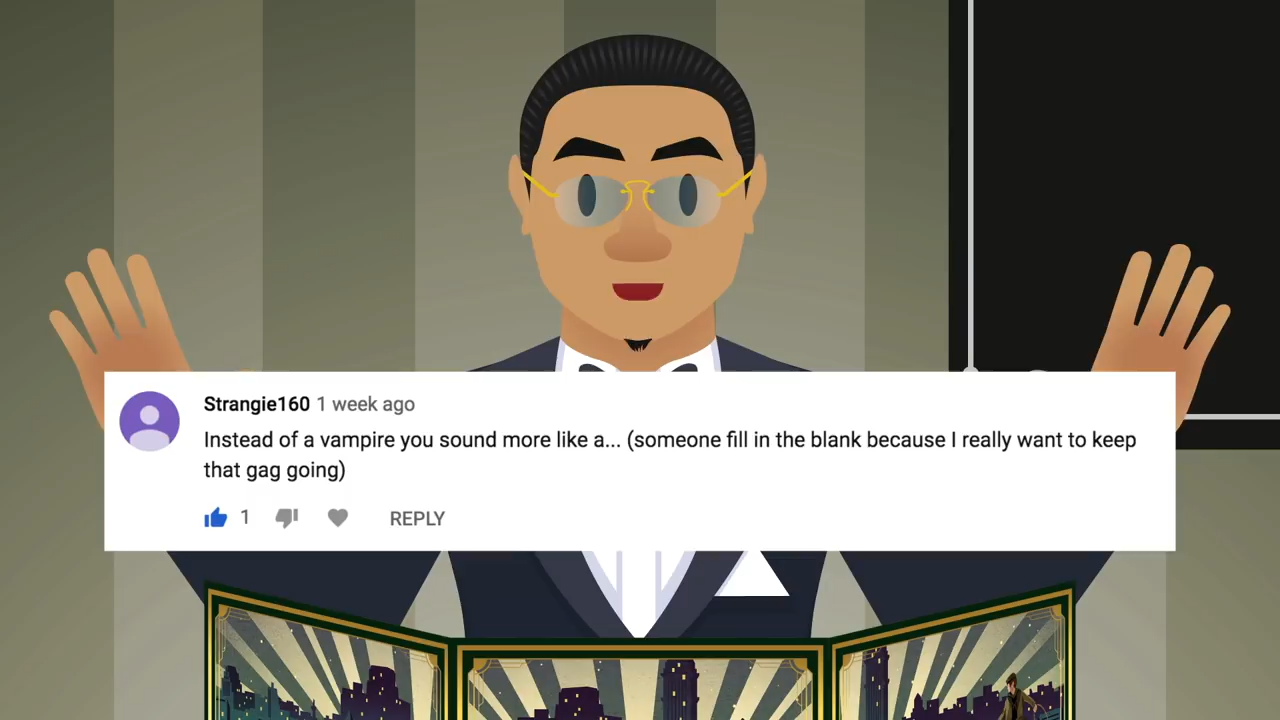 Strangie160 1 week ago
Instead of a vampire you sound more like a... (someone fill in the blank because I really want to keep
that gag going)
1 REPLY